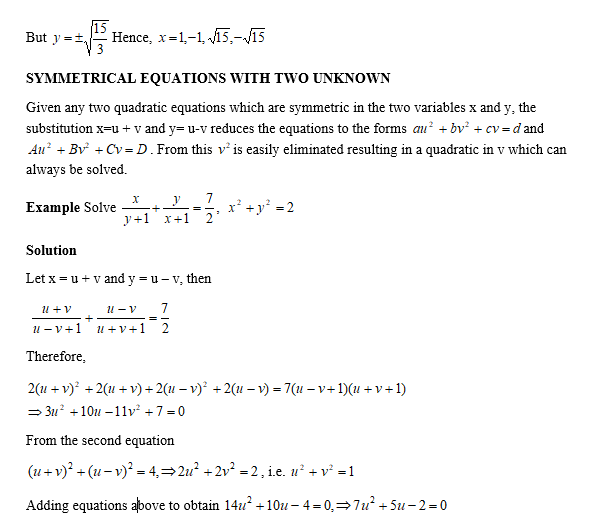 But y = ±√(15/3) Hence, x = 1, −1, √15, −√15
SYMMETRICAL EQUATIONS WITH TWO UNKNOWN
Given any two quadratic equations which are symmetric in the two variables x and y, the
substitution x=u + v and y= u-v reduces the equations to the forms au² + bv² + cv = d and
Au² + Bv² + Cv = D. From this v² is easily eliminated resulting in a quadratic in v which can
always be solved.
Example Solve x/(y+1) + y/(x+1) = 7/2, x² + y² = 2
Solution
Let x = u + v and y = u – v, then
(u+v)/(u−v+1) + (u−v)/(u+v+1) = 7/2
Therefore,
2(u+v)² + 2(u+v) + 2(u−v)² + 2(u−v) = 7(u−v+1)(u+v+1)
⇒ 3u² + 10u − 11v² + 7 = 0
From the second equation
(u+v)² + (u−v)² = 4, ⇒ 2u² + 2v² = 2, i.e. u² + v² = 1
Adding equations above to obtain 14u² + 10u − 4 = 0, ⇒ 7u² + 5u − 2 = 0